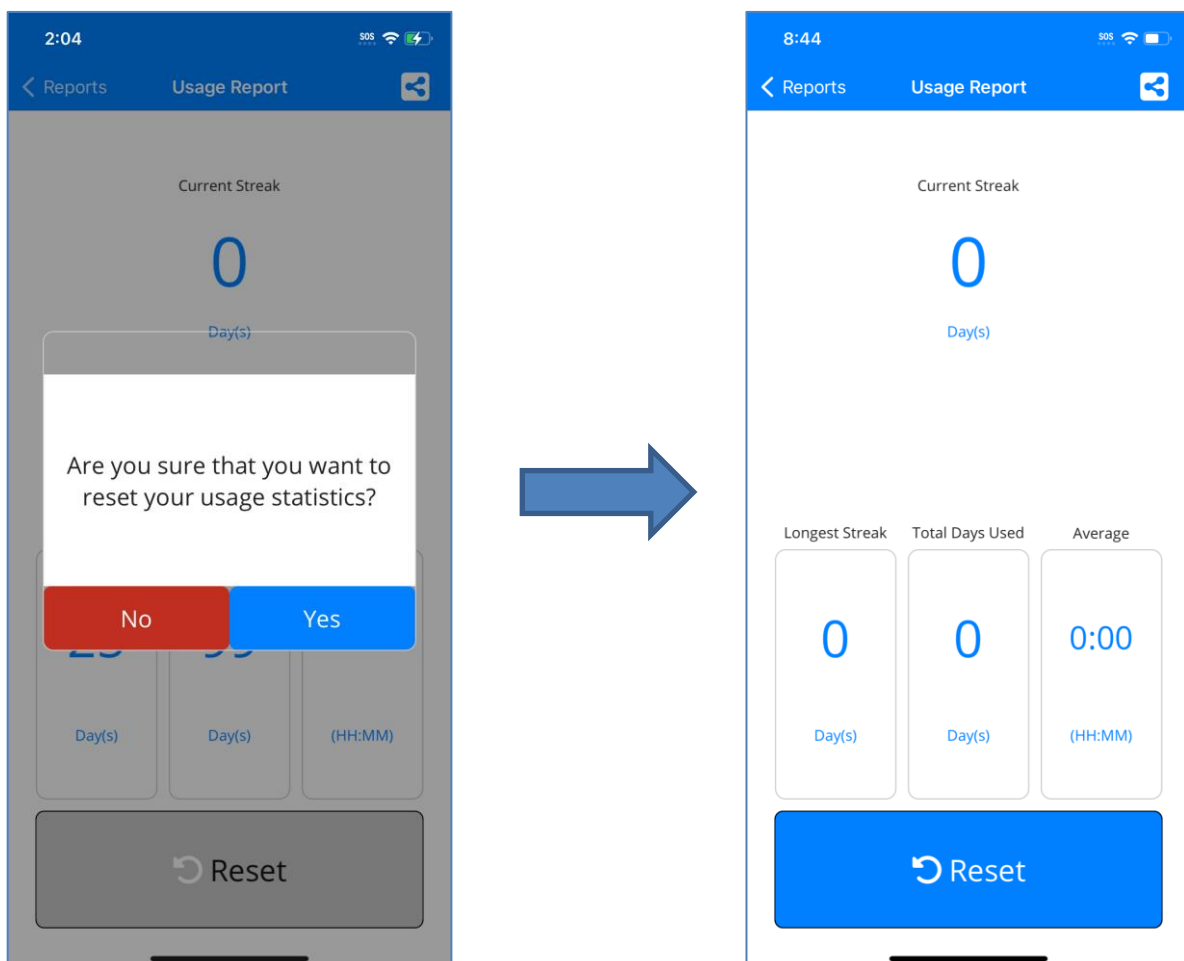 2:04
SOS
Reports
Usage Report
Current Streak
0
Day(s)
Are you sure that you want to
reset your usage statistics?
No
Yes
Day(s)
Day(s)
(HH:MM)
Reset
8:44
SOS
Reports
Usage Report
Current Streak
0
Day(s)
Longest Streak
Total Days Used
Average
0
0
0:00
Day(s)
Day(s)
(HH:MM)
Reset